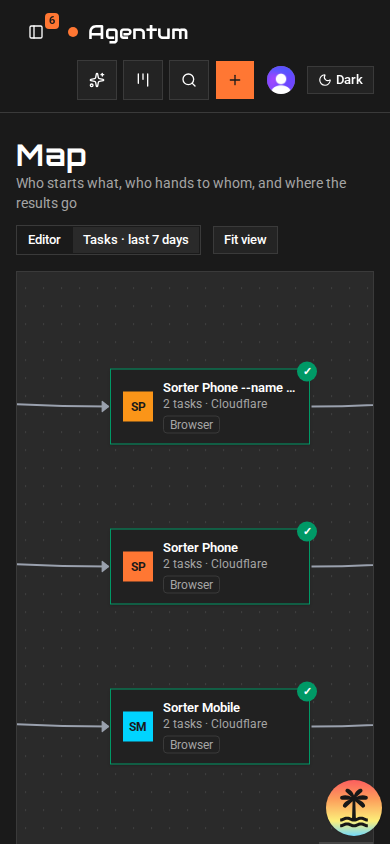 6
Agentum
Dark
Map
Who starts what, who hands to whom, and where the
results go
Editor
Tasks · last 7 days
Fit view
SP
Sorter Phone --name ...
2 tasks · Cloudflare
Browser
SP
Sorter Phone
2 tasks · Cloudflare
Browser
SM
Sorter Mobile
2 tasks · Cloudflare
Browser